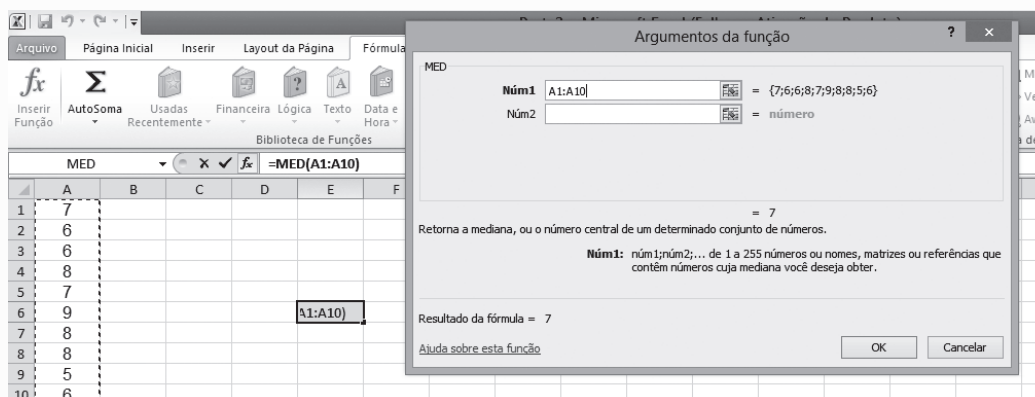 Argumentos da função
Arquivo Página Inicial Inserir Layout da Página Fórmula
Inserir Função
AutoSoma
Usadas Recentemente
Financeira
Lógica
Texto
Data e Hora
Biblioteca de Funções
MED
=MED(A1:A10)
A B C D E F
1 7
2 6
3 6
4 8
5 7
6 9 A1:A10)
7 8
8 8
9 5
10 6
MED
Núm1 A1:A10 = {7;6;6;8;7;9;8;8;5;6}
Núm2 = número
= 7
Retorna a mediana, ou o número central de um determinado conjunto de números.
Núm1: núm1;núm2;... de 1 a 255 números ou nomes, matrizes ou referências que
contêm números cuja mediana você deseja obter.
Resultado da fórmula = 7
Ajuda sobre esta função
OK Cancelar